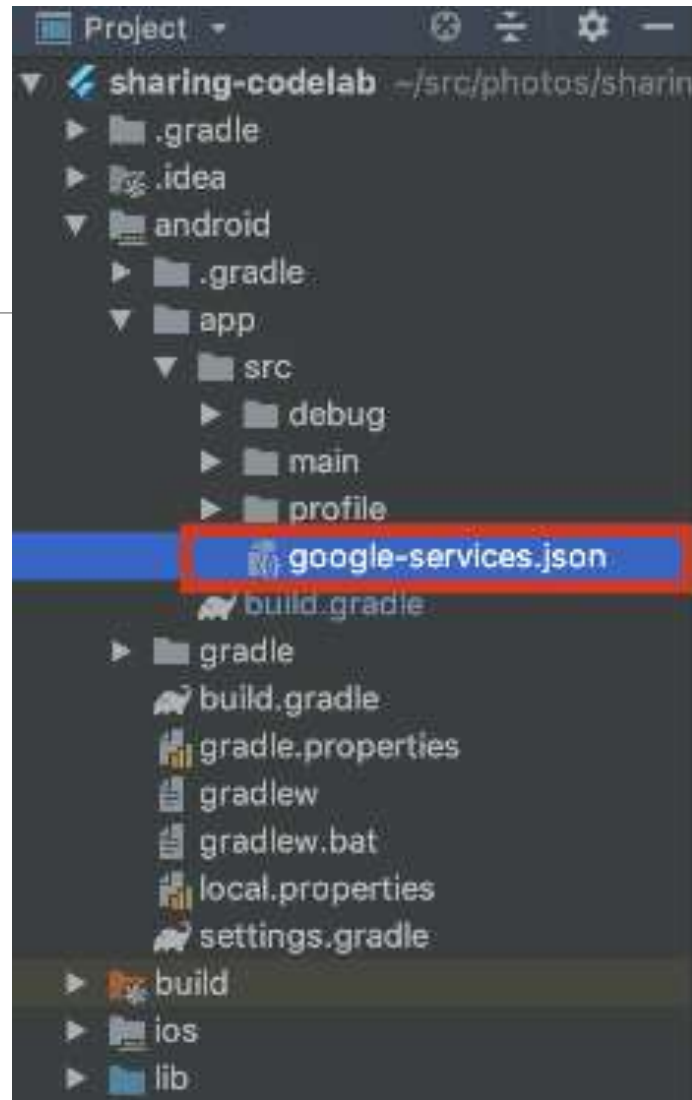 Project
sharing-codelab ~/src/photos/sharin
.gradle
.idea
android
.gradle
app
src
debug
main
profile
google-services.json
build.gradle
gradle
build.gradle
gradle.properties
gradlew
gradlew.bat
local.properties
settings.gradle
build
ios
lib